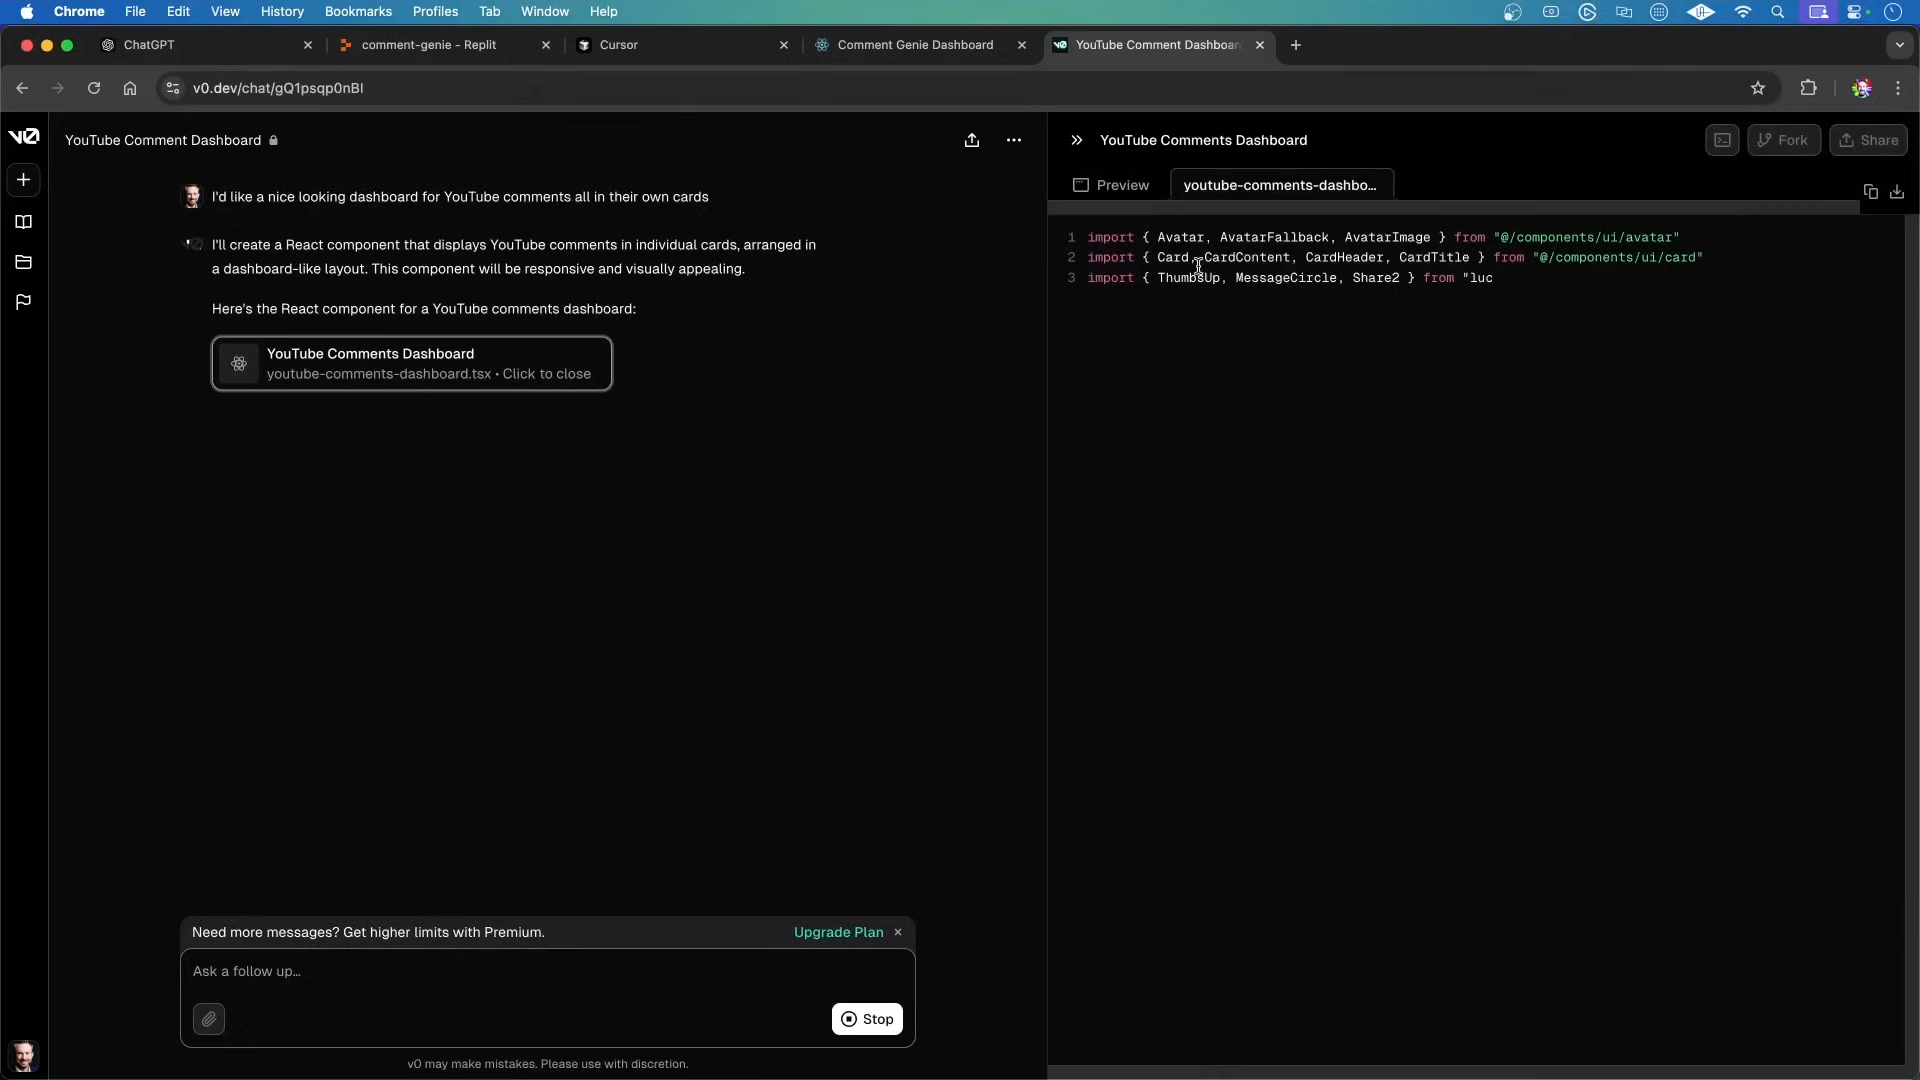 Chrome File Edit View History Bookmarks Profiles Tab Window Help
ChatGPT
comment-genie - Replit
Cursor
Comment Genie Dashboard
YouTube Comment Dashboar
v0.dev/chat/gQ1psqp0nBI
YouTube Comment Dashboard
I'd like a nice looking dashboard for YouTube comments all in their own cards
I'll create a React component that displays YouTube comments in individual cards, arranged in
a dashboard-like layout. This component will be responsive and visually appealing.
Here's the React component for a YouTube comments dashboard:
YouTube Comments Dashboard
youtube-comments-dashboard.tsx • Click to close
Need more messages? Get higher limits with Premium.
Upgrade Plan
Ask a follow up...
Stop
v0 may make mistakes. Please use with discretion.
YouTube Comments Dashboard
Fork
Share
Preview
youtube-comments-dashbo...
1 import { Avatar, AvatarFallback, AvatarImage } from "@/components/ui/avatar"
2 import { Card, CardContent, CardHeader, CardTitle } from "@/components/ui/card"
3 import { ThumbsUp, MessageCircle, Share2 } from "luc